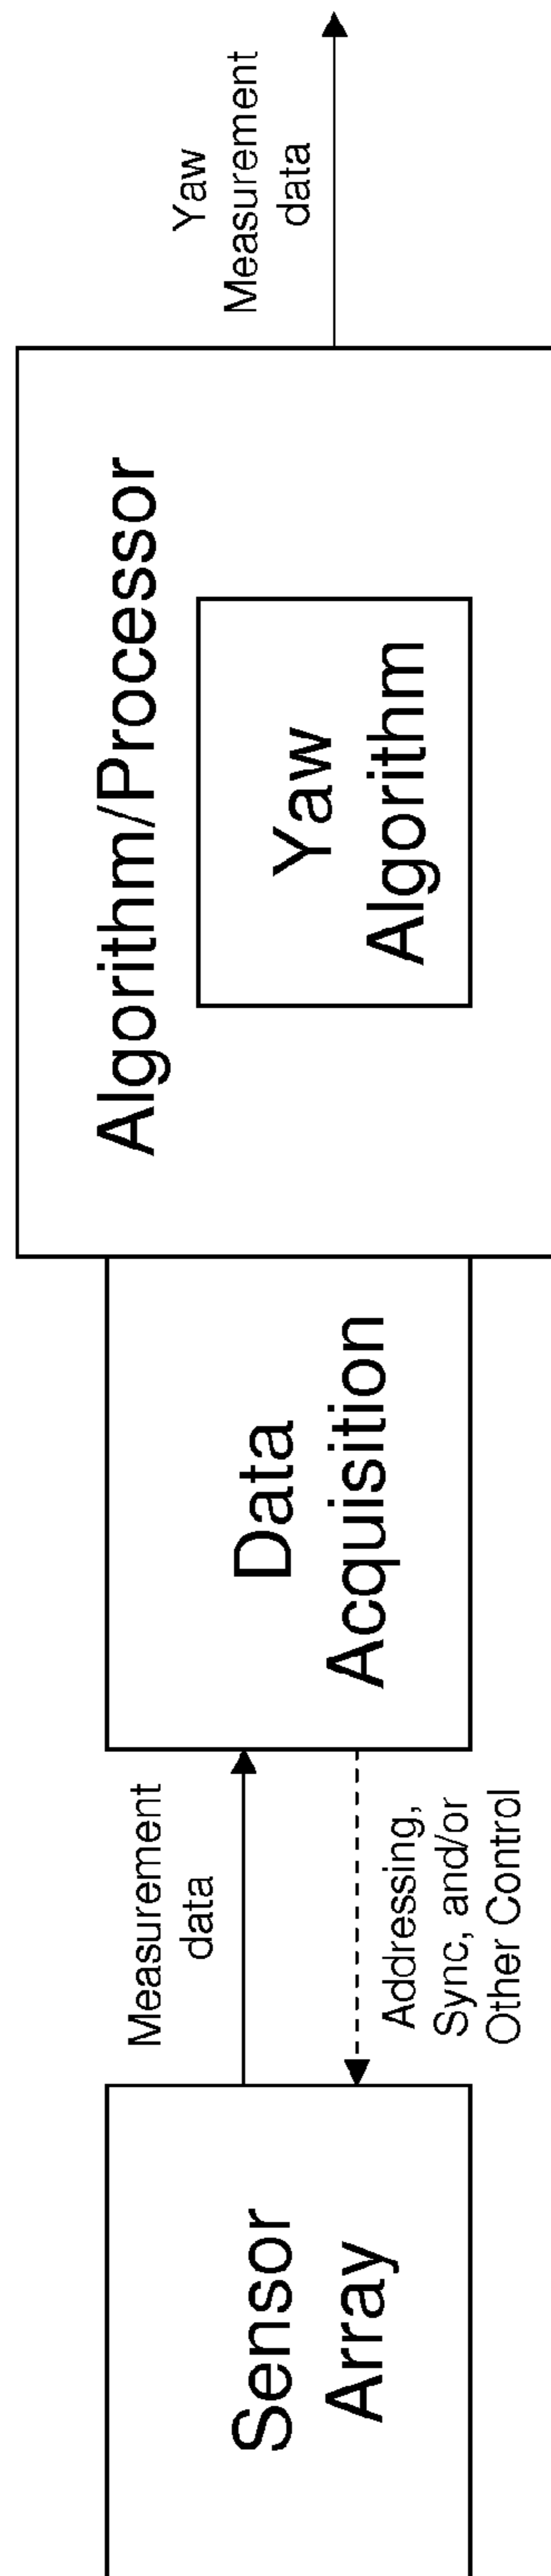 Sensor
Array
Measurement
data
Addressing,
Sync, and/or
Other Control
Data
Acquisition
Algorithm/Processor
Yaw
Algorithm
Yaw
Measurement
data